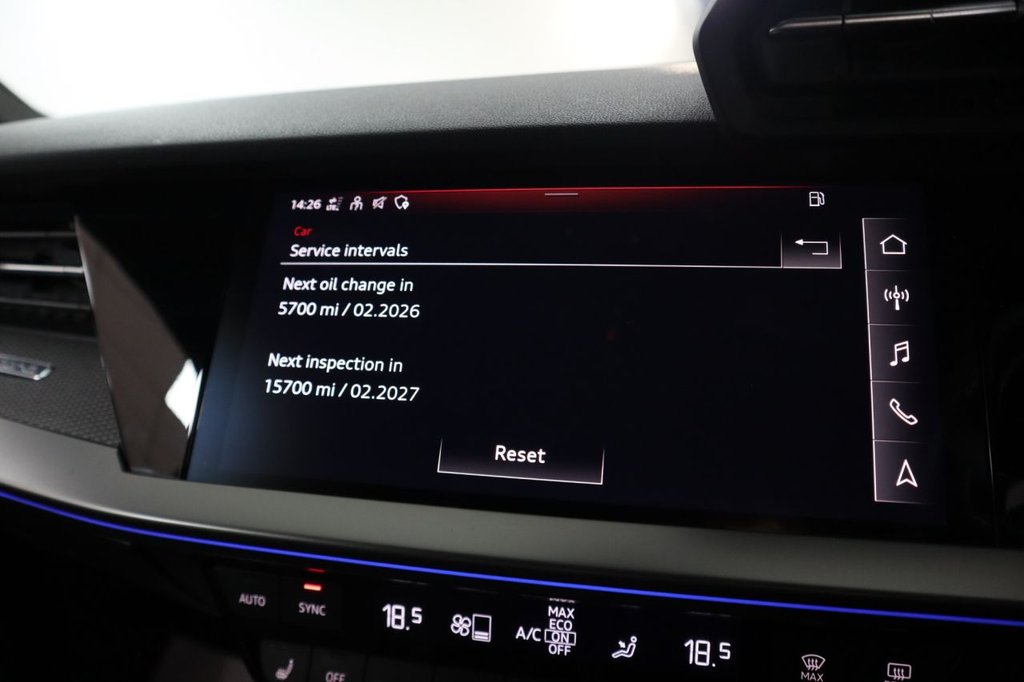 14:26
Car
Service intervals
Next oil change in
5700 mi / 02.2026
Next inspection in
15700 mi / 02.2027
Reset
AUTO
SYNC
18.5
A/C
MAX
ECO
ON
OFF
18.5
OFF
MAX